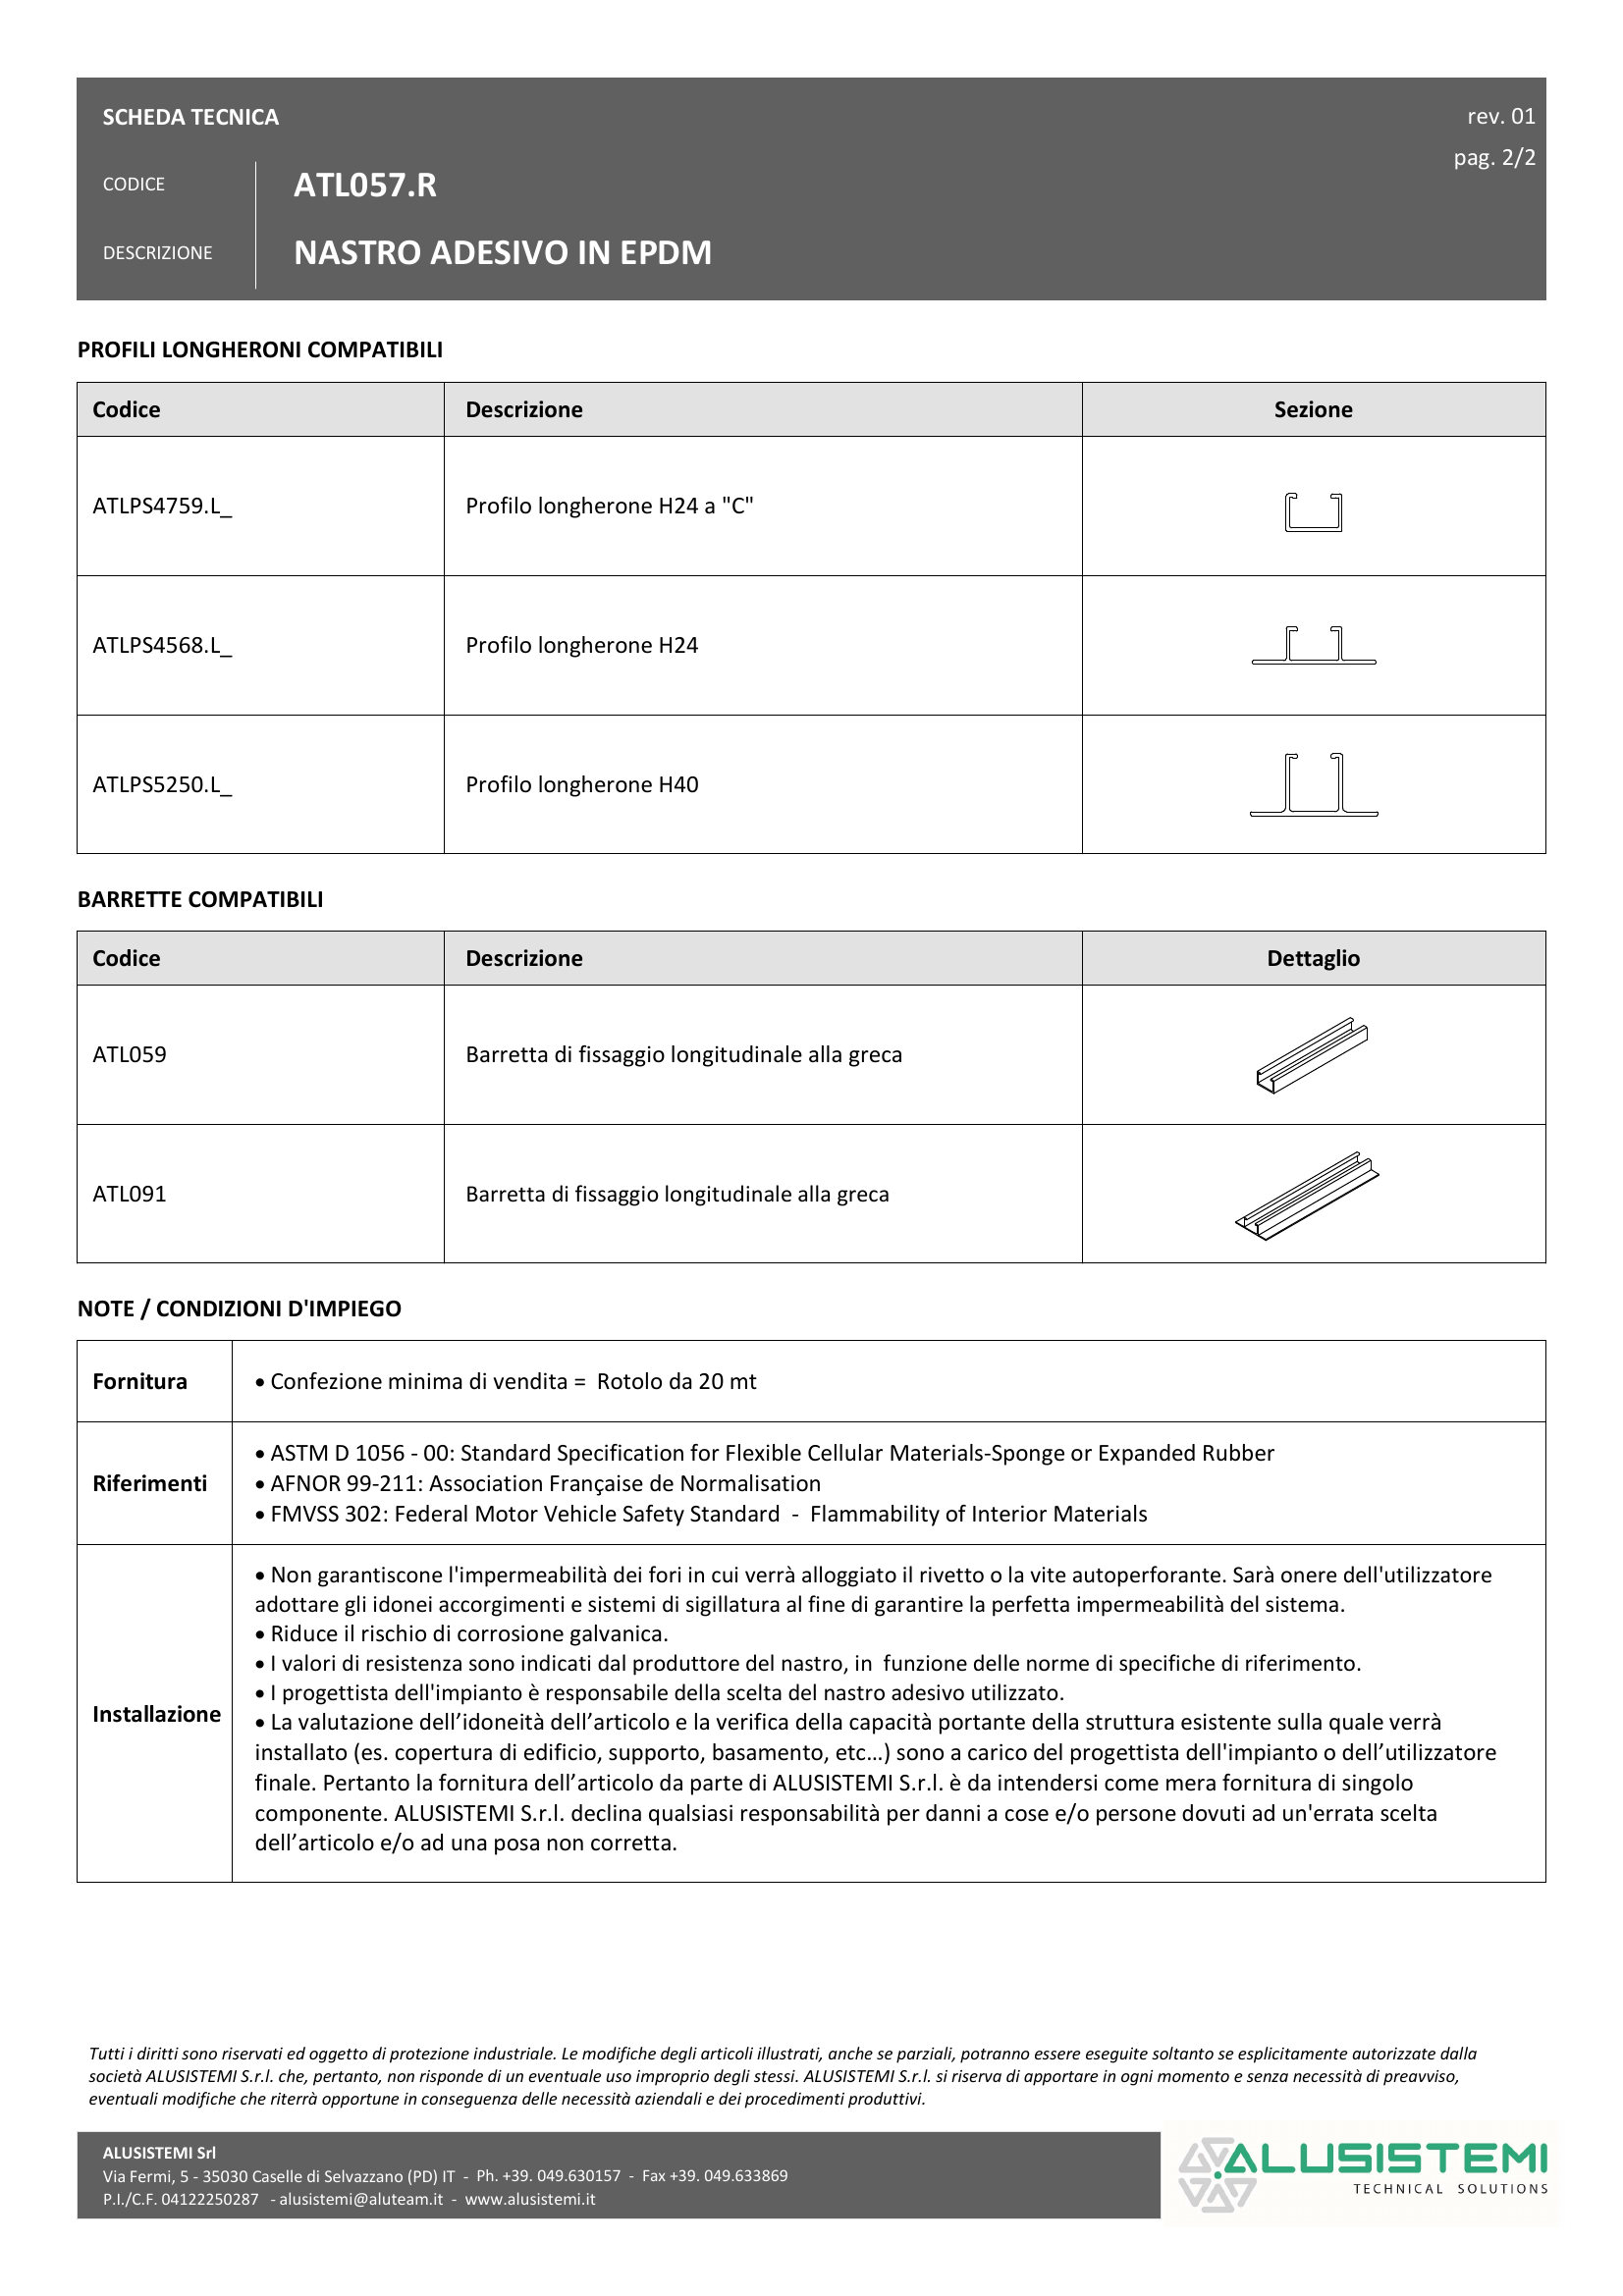 SCHEDA TECNICA
rev. 01
pag. 2/2
CODICE
ATL057.R
DESCRIZIONE
NASTRO ADESIVO IN EPDM
PROFILI LONGHERONI COMPATIBILI
Codice Descrizione Sezione
ATLPS4759.L_ Profilo longherone H24 a "C"
ATLPS4568.L_ Profilo longherone H24
ATLPS5250.L_ Profilo longherone H40
BARRETTE COMPATIBILI
Codice Descrizione Dettaglio
ATL059 Barretta di fissaggio longitudinale alla greca
ATL091 Barretta di fissaggio longitudinale alla greca
NOTE / CONDIZIONI D'IMPIEGO
Fornitura
• Confezione minima di vendita = Rotolo da 20 mt
Riferimenti
• ASTM D 1056 - 00: Standard Specification for Flexible Cellular Materials-Sponge or Expanded Rubber
• AFNOR 99-211: Association Française de Normalisation
• FMVSS 302: Federal Motor Vehicle Safety Standard - Flammability of Interior Materials
Installazione
• Non garantiscone l'impermeabilità dei fori in cui verrà alloggiato il rivetto o la vite autoperforante. Sarà onere dell'utilizzatore
adottare gli idonei accorgimenti e sistemi di sigillatura al fine di garantire la perfetta impermeabilità del sistema.
• Riduce il rischio di corrosione galvanica.
• I valori di resistenza sono indicati dal produttore del nastro, in funzione delle norme di specifiche di riferimento.
• I progettista dell'impianto è responsabile della scelta del nastro adesivo utilizzato.
• La valutazione dell’idoneità dell’articolo e la verifica della capacità portante della struttura esistente sulla quale verrà
installato (es. copertura di edificio, supporto, basamento, etc…) sono a carico del progettista dell'impianto o dell’utilizzatore
finale. Pertanto la fornitura dell’articolo da parte di ALUSISTEMI S.r.l. è da intendersi come mera fornitura di singolo
componente. ALUSISTEMI S.r.l. declina qualsiasi responsabilità per danni a cose e/o persone dovuti ad un'errata scelta
dell’articolo e/o ad una posa non corretta.
Tutti i diritti sono riservati ed oggetto di protezione industriale. Le modifiche degli articoli illustrati, anche se parziali, potranno essere eseguite soltanto se esplicitamente autorizzate dalla
società ALUSISTEMI S.r.l. che, pertanto, non risponde di un eventuale uso improprio degli stessi. ALUSISTEMI S.r.l. si riserva di apportare in ogni momento e senza necessità di preavviso,
eventuali modifiche che riterrà opportune in conseguenza delle necessità aziendali e dei procedimenti produttivi.
ALUSISTEMI Srl
Via Fermi, 5 - 35030 Caselle di Selvazzano (PD) IT - Ph. +39. 049.630157 - Fax +39. 049.633869
P.I./C.F. 04122250287 - alusistemi@aluteam.it - www.alusistemi.it
ALUSISTEMI
TECHNICAL SOLUTIONS